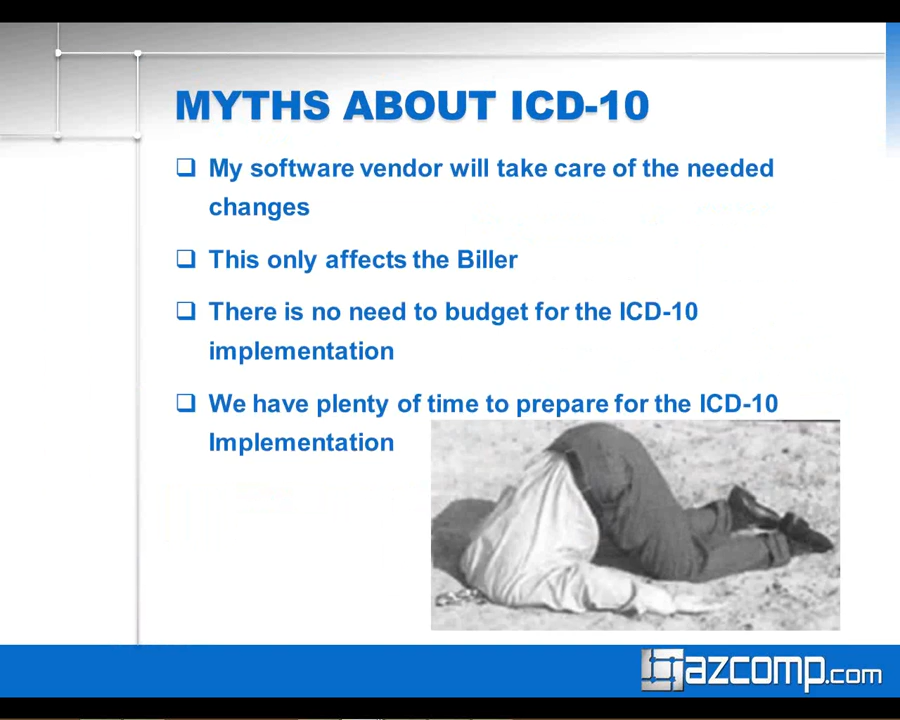 MYTHS ABOUT ICD-10
My software vendor will take care of the needed
changes
This only affects the Biller
There is no need to budget for the ICD-10
implementation
We have plenty of time to prepare for the ICD-10
Implementation
azcomp.com